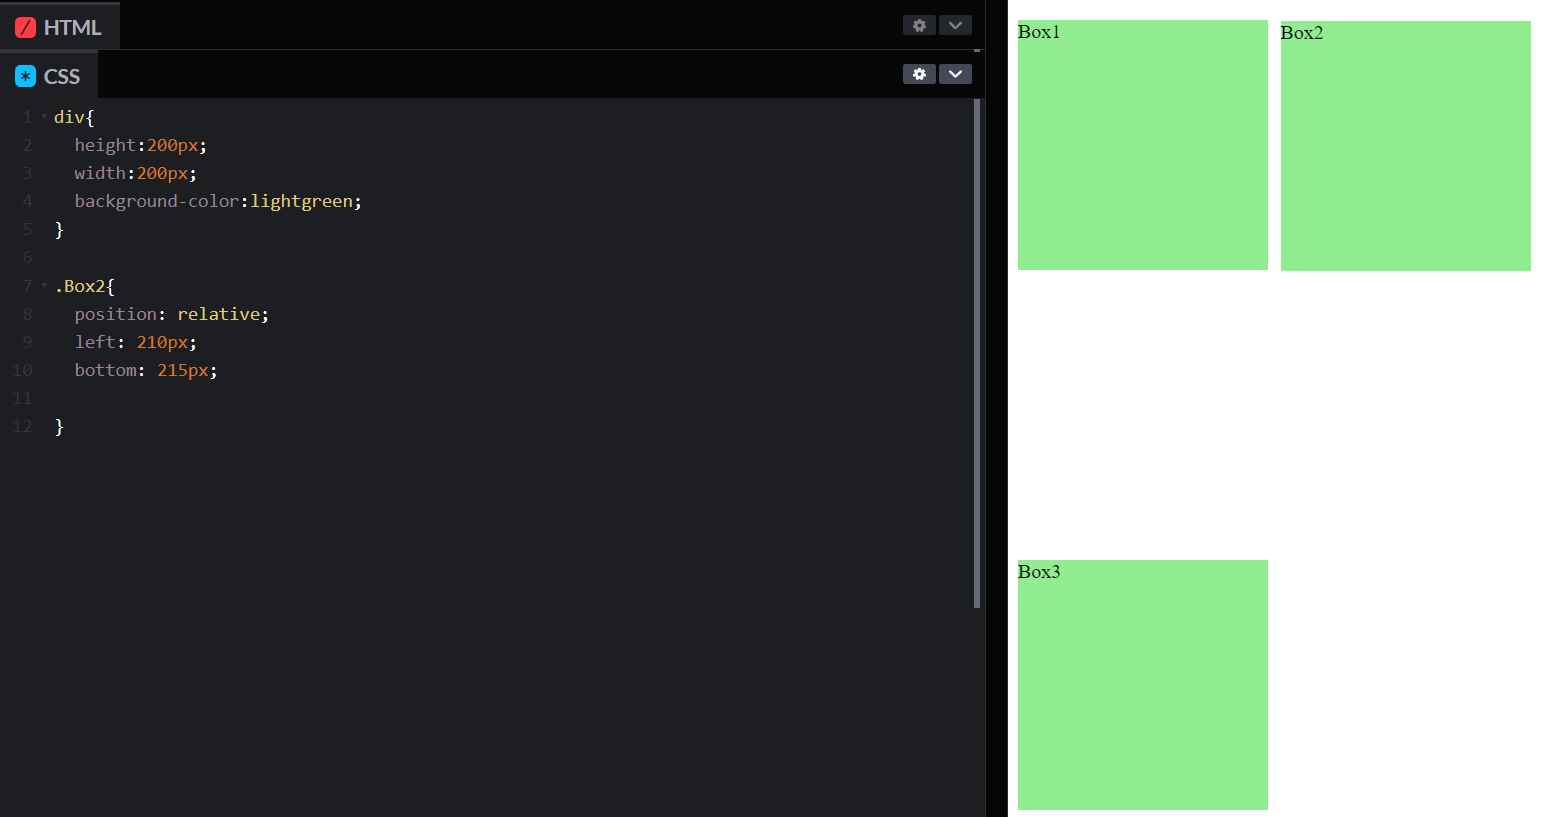 HTML
CSS
1 div{
2 height:200px;
3 width:200px;
4 background-color:lightgreen;
5 }
6
7 .Box2{
8 position: relative;
9 left: 210px;
10 bottom: 215px;
11
12 }
Box1
Box2
Box3